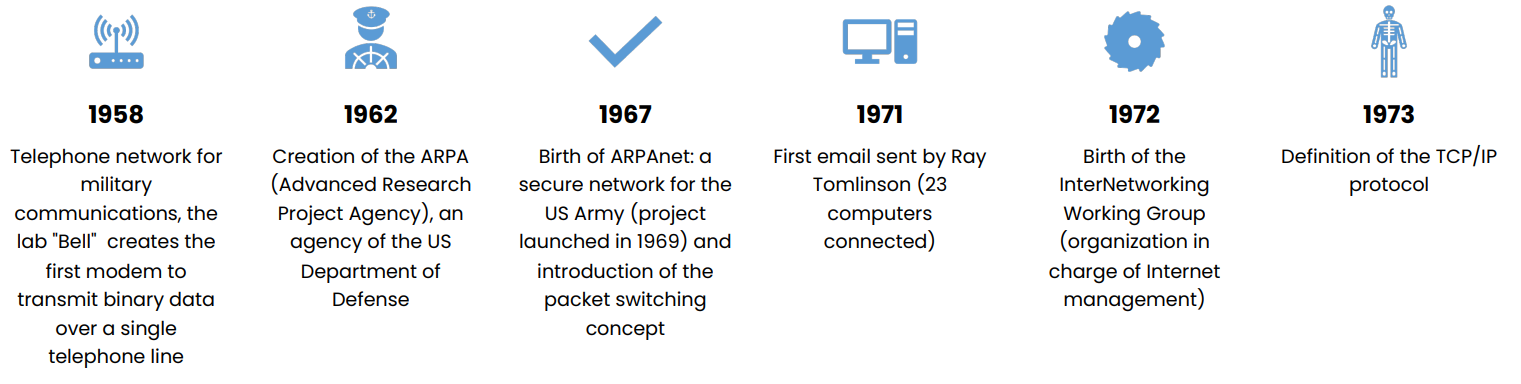 1958
Telephone network for
military
communications, the
lab "Bell"  creates the
first modem to
transmit binary data
over a single
telephone line
1962
Creation of the ARPA
(Advanced Research
Project Agency), an
agency of the US
Department of
Defense
1967
Birth of ARPAnet: a
secure network for the
US Army (project
launched in 1969) and
introduction of the
packet switching
concept
1971
First email sent by Ray
Tomlinson (23
computers
connected)
1972
Birth of the
InterNetworking
Working Group
(organization in
charge of Internet
management)
1973
Definition of the TCP/IP
protocol